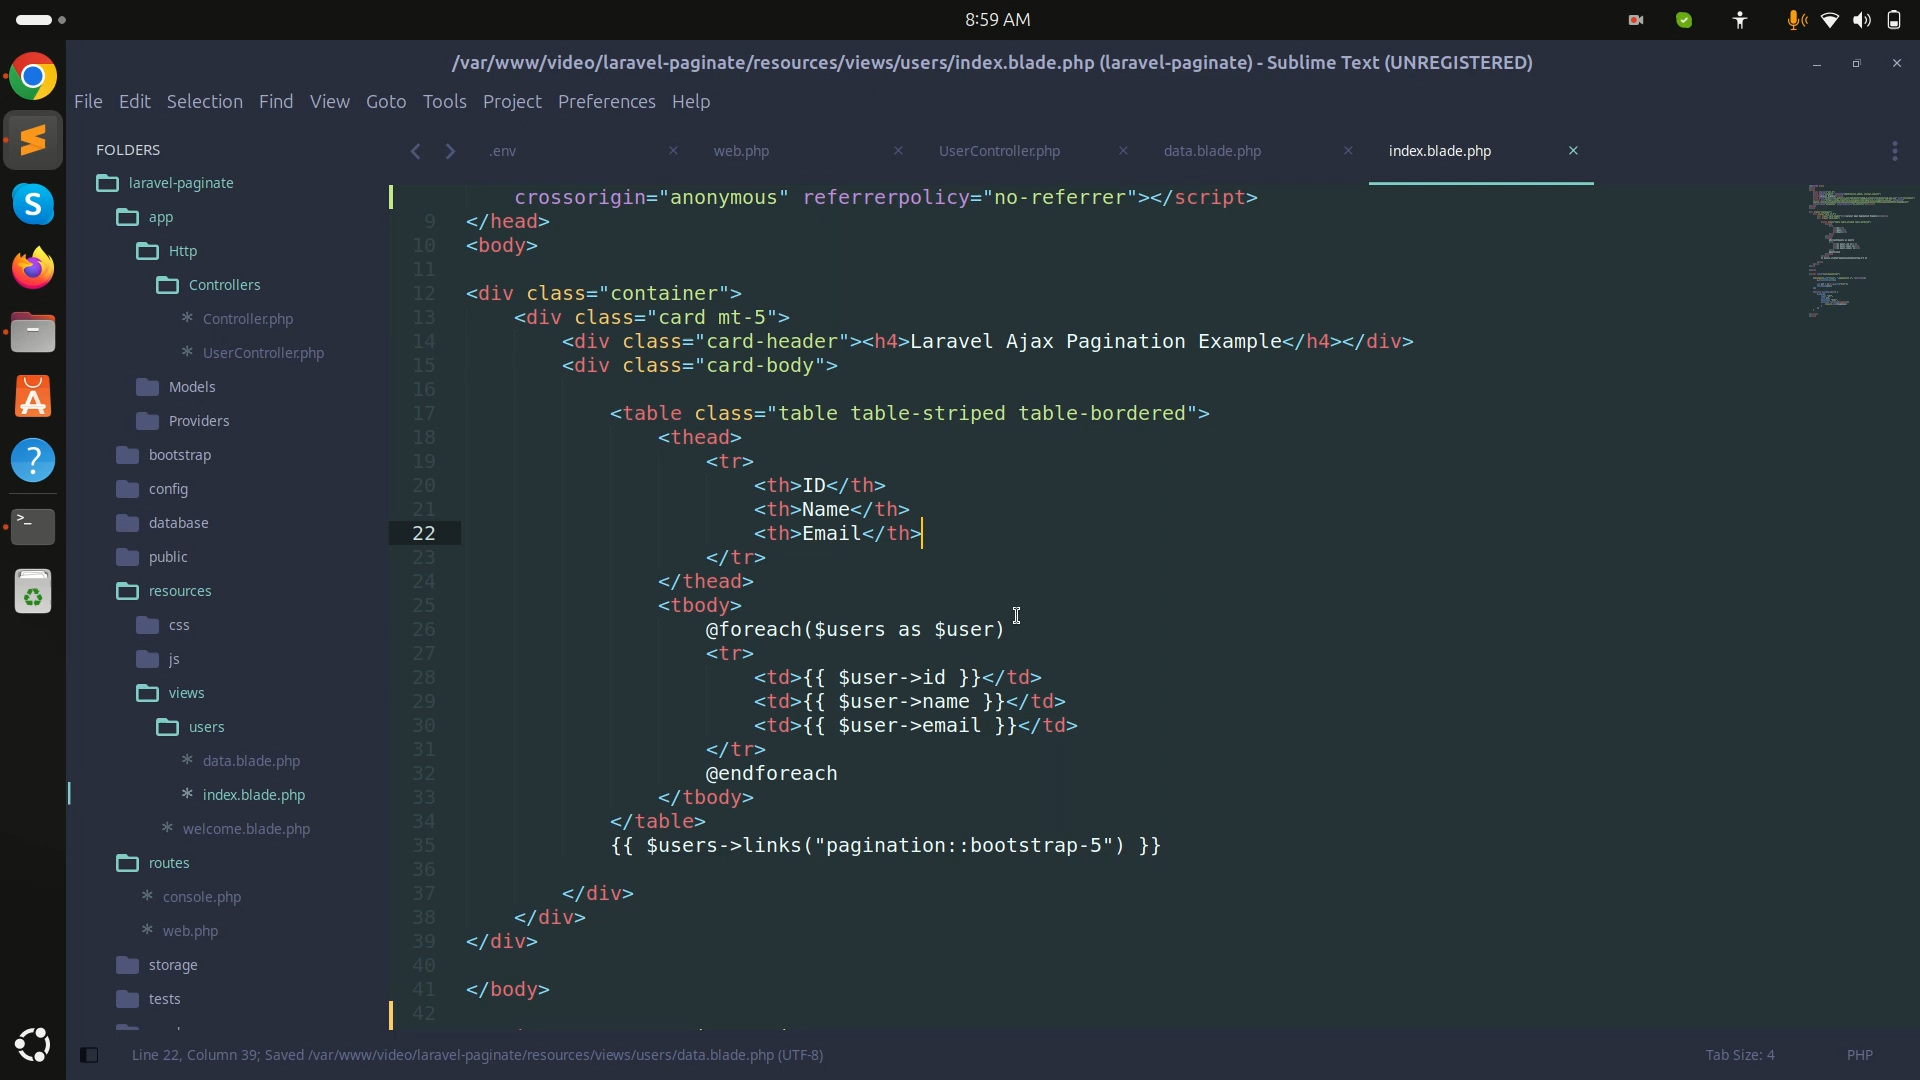 8:59 AM
/var/www/video/laravel-paginate/resources/views/users/index.blade.php (laravel-paginate) - Sublime Text (UNREGISTERED)
File Edit Selection Find View Goto Tools Project Preferences Help
FOLDERS
laravel-paginate
app
Http
Controllers
* Controller.php
* UserController.php
Models
Providers
bootstrap
config
database
public
resources
css
js
views
users
* data.blade.php
* index.blade.php
* welcome.blade.php
routes
* console.php
* web.php
storage
tests
.env web.php UserController.php data.blade.php index.blade.php
crossorigin="anonymous" referrerpolicy="no-referrer"></script>
9 </head>
10 <body>
11
12 <div class="container">
13 <div class="card mt-5">
14 <div class="card-header"><h4>Laravel Ajax Pagination Example</h4></div>
15 <div class="card-body">
16
17 <table class="table table-striped table-bordered">
18 <thead>
19 <tr>
20 <th>ID</th>
21 <th>Name</th>
22 <th>Email</th>
23 </tr>
24 </thead>
25 <tbody>
26 @foreach($users as $user)
27 <tr>
28 <td>{{ $user->id }}</td>
29 <td>{{ $user->name }}</td>
30 <td>{{ $user->email }}</td>
31 </tr>
32 @endforeach
33 </tbody>
34 </table>
35 {{ $users->links("pagination::bootstrap-5") }}
36
37 </div>
38 </div>
39 </div>
40
41 </body>
42
Line 22, Column 39; Saved /var/www/video/laravel-paginate/resources/views/users/data.blade.php (UTF-8)
Tab Size: 4 PHP